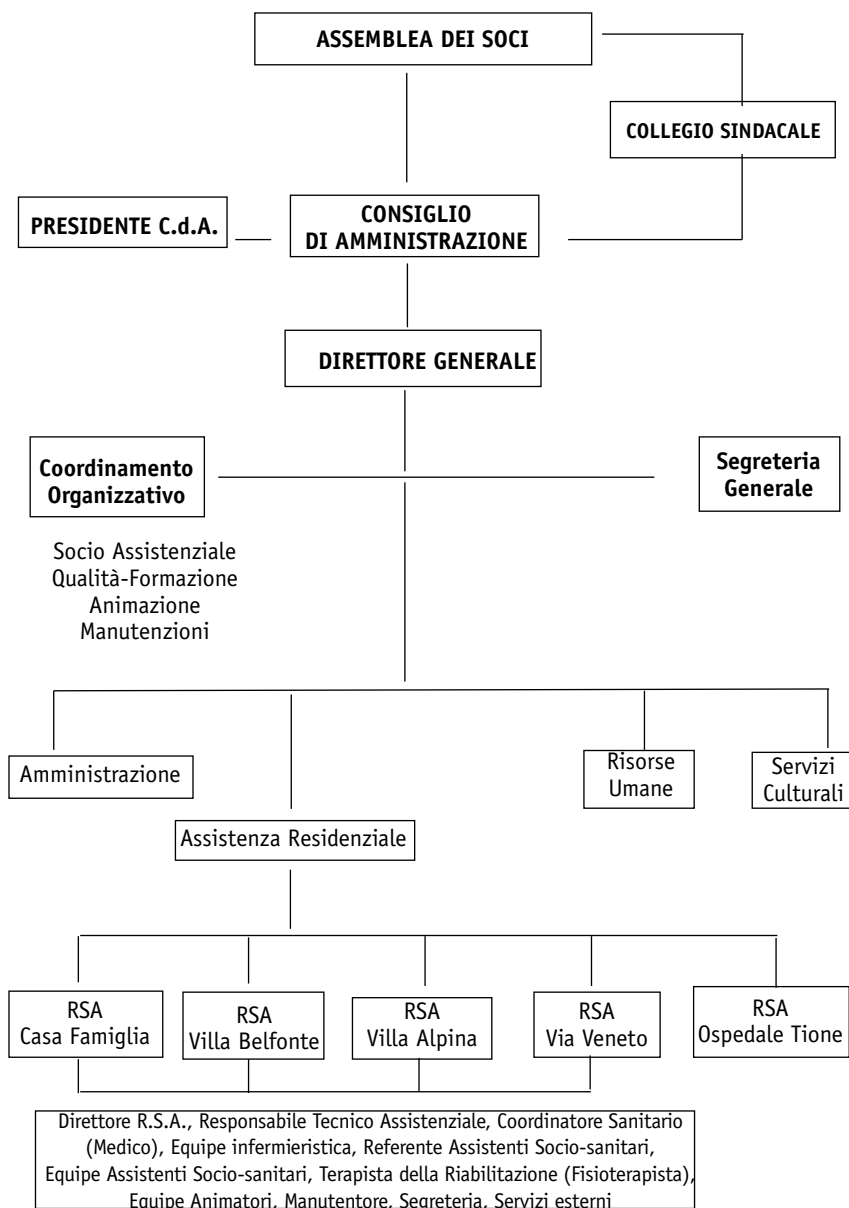 ASSEMBLEA DEI SOCI
COLLEGIO SINDACALE
PRESIDENTE C.d.A.
CONSIGLIO
DI AMMINISTRAZIONE
DIRETTORE GENERALE
Coordinamento
Organizzativo
Segreteria
Generale
Socio Assistenziale
Qualità-Formazione
Animazione
Manutenzioni
Amministrazione
Risorse
Umane
Servizi
Culturali
Assistenza Residenziale
RSA
Casa Famiglia
RSA
Villa Belfonte
RSA
Villa Alpina
RSA
Via Veneto
RSA
Ospedale Tione
Direttore R.S.A., Responsabile Tecnico Assistenziale, Coordinatore Sanitario
(Medico), Equipe infermieristica, Referente Assistenti Socio-sanitari,
Equipe Assistenti Socio-sanitari, Terapista della Riabilitazione (Fisioterapista),
Equipe Animatori, Manutentore, Segreteria, Servizi esterni